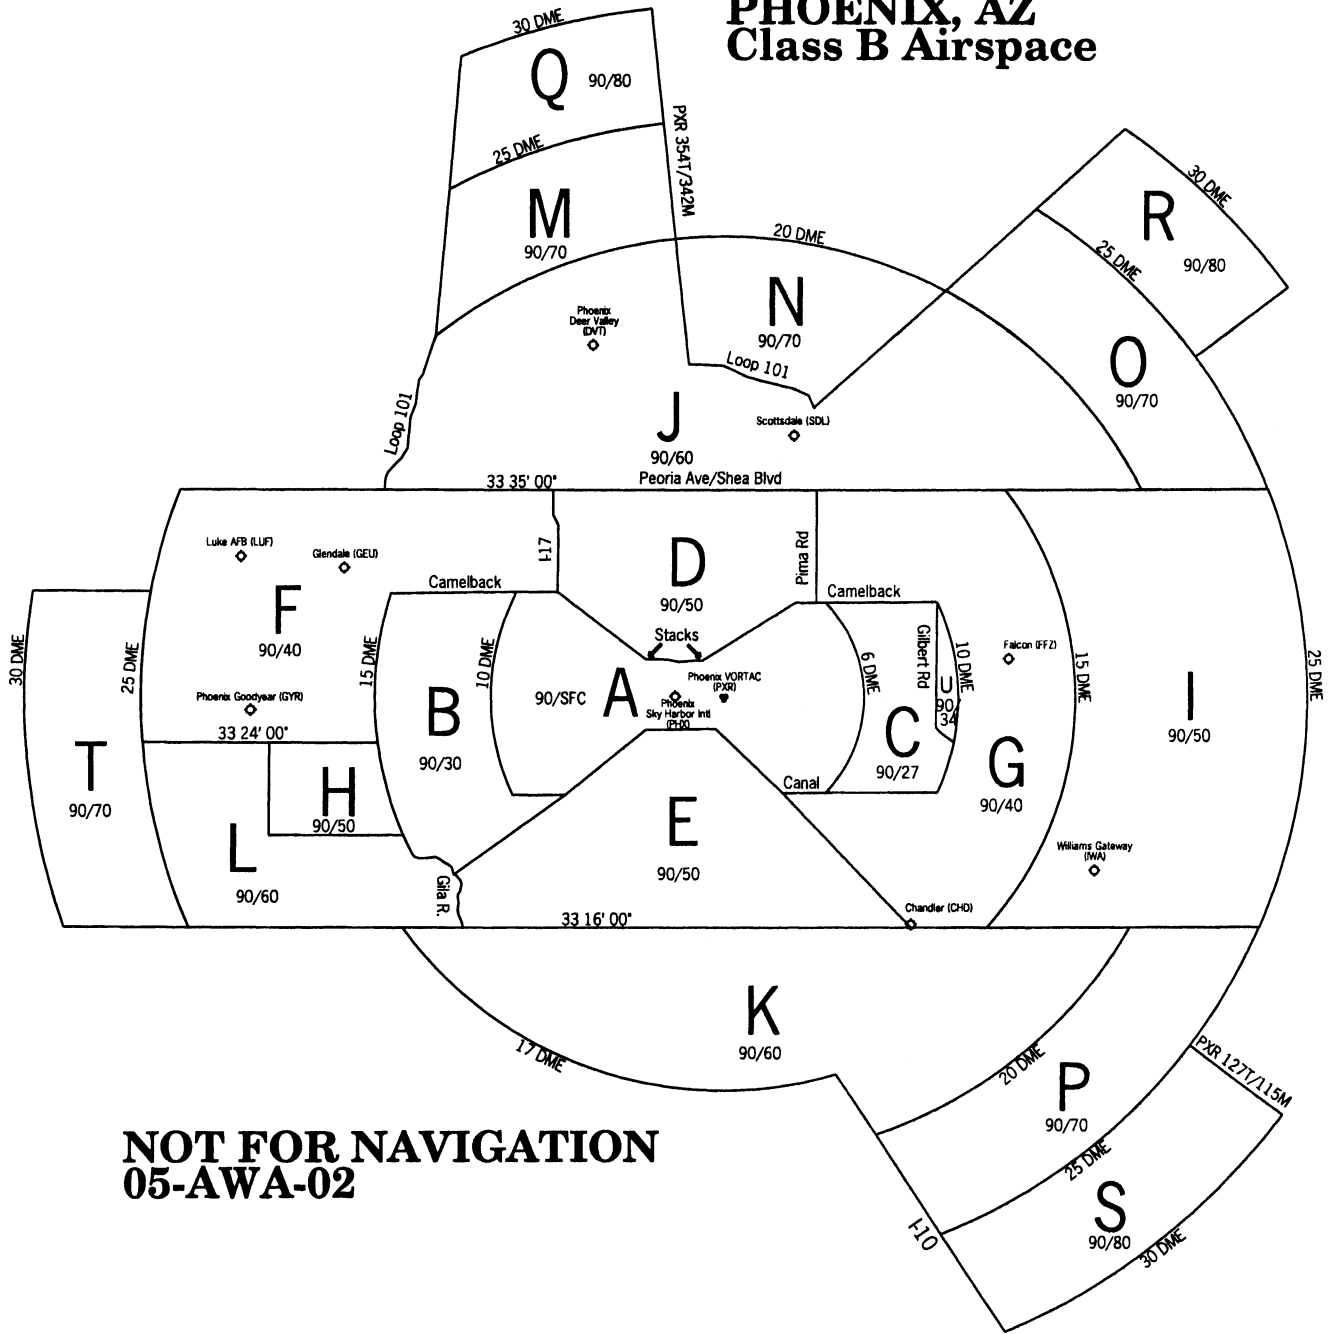 PHOENIX, AZ
Class B Airspace
30 DME
Q 90/80
25 DME
PXR 354T/342M
M
90/70
20 DME
30 DME
R
90/80
25 DME
N
90/70
Phoenix
Deer Valley
(DVT)
O
90/70
Loop 101
Loop 101
J
90/60
Scottsdale (SDL)
33 35' 00"
Peoria Ave/Shea Blvd
Luke AFB (LUF)
Glendale (GEU)
I-17
D
90/50
Pima Rd
Camelback
Camelback
F
90/40
Stacks
30 DME
25 DME
15 DME
10 DME
6 DME
Gilbert Rd
10 DME
Falcon (FFZ)
15 DME
25 DME
Phoenix Goodyear (GYR)
33 24' 00"
B
90/30
90/SFC A
Phoenix VORTAC
(PXR)
Phoenix
Sky Harbor Intl
(PHX)
C
90/27
U
90/
34
G
90/40
I
90/50
T
90/70
H
90/50
Canal
L
90/60
E
90/50
Williams Gateway
(IWA)
Gila R.
33 16' 00"
Chandler (CHD)
K
90/60
17 DME
20 DME
PXR 127T/115M
P
90/70
25 DME
NOT FOR NAVIGATION
05-AWA-02
I-10
S
90/80
30 DME